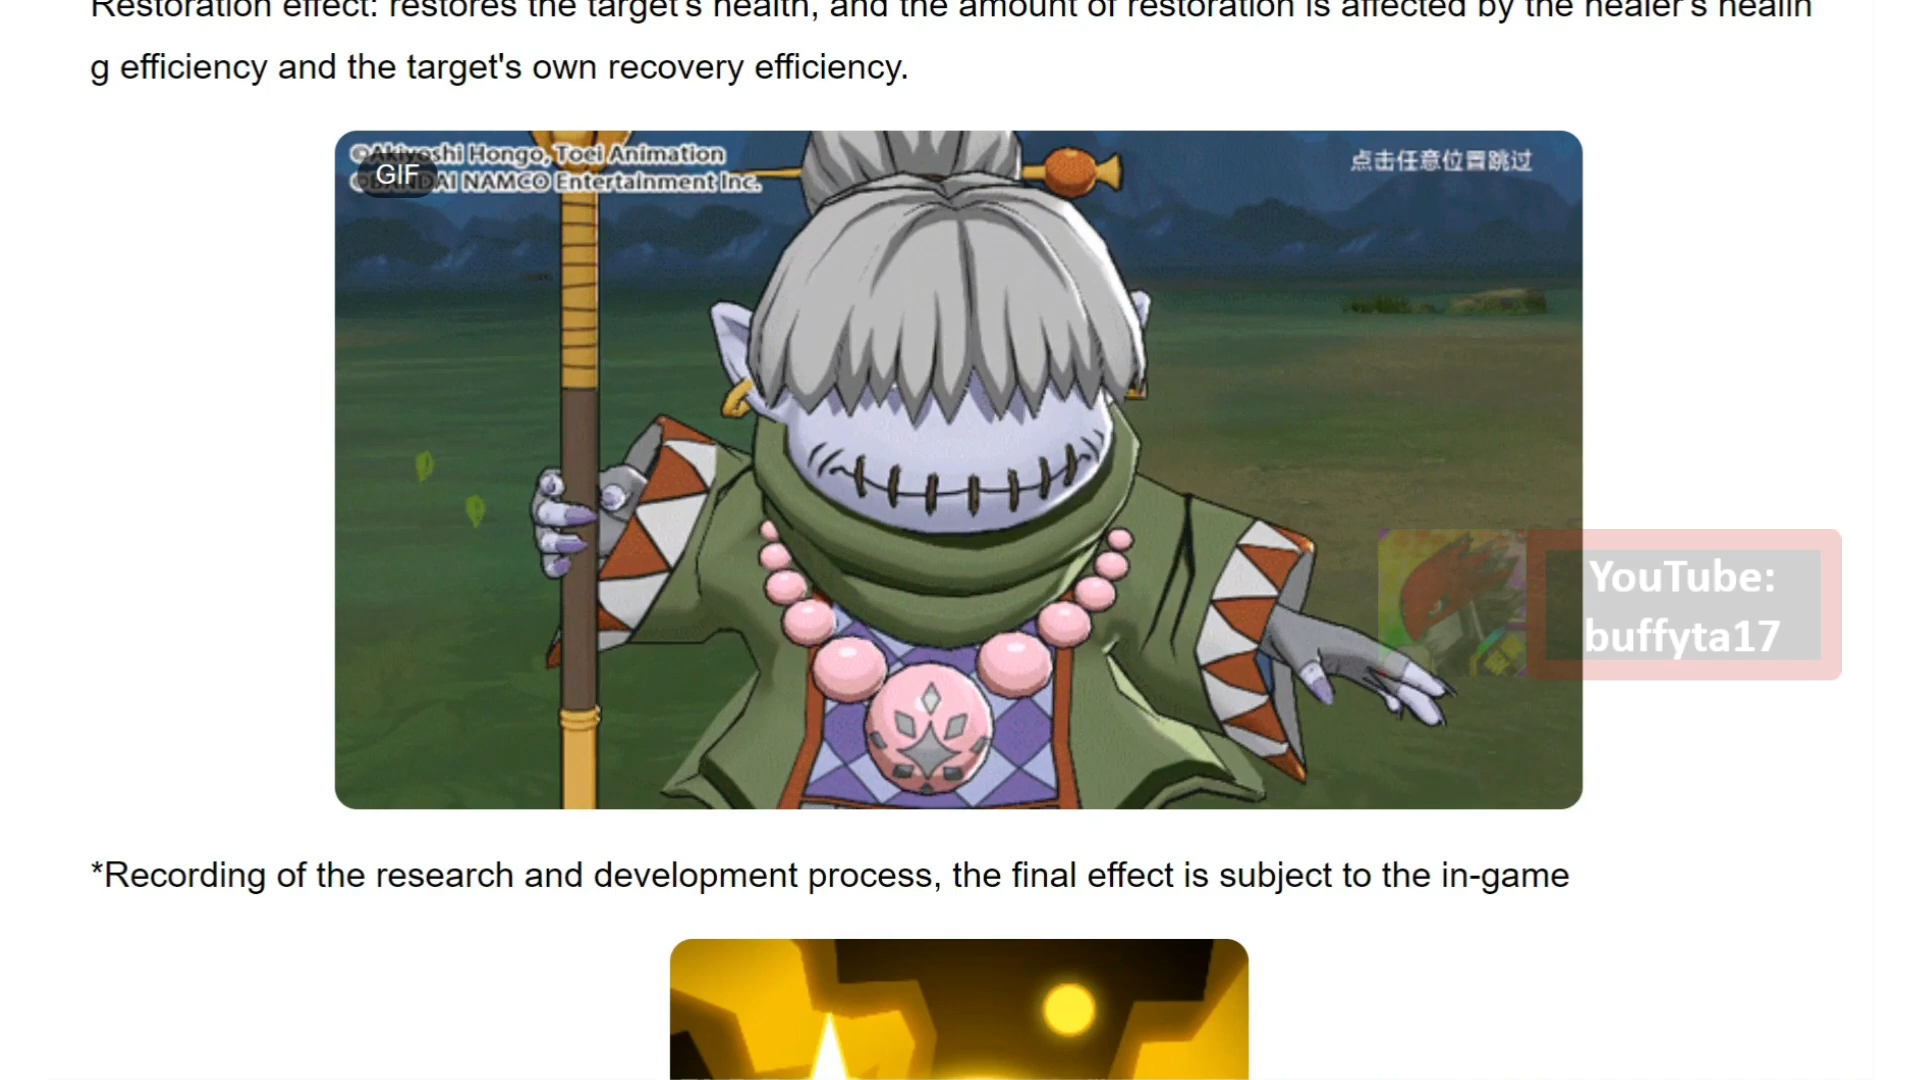 Restoration effect: restores the target's health, and the amount of restoration is affected by the healer's healin
g efficiency and the target's own recovery efficiency.
©Akiyoshi Hongo, Toei Animation
©BANDAI NAMCO Entertainment Inc.
GIF
点击任意位置跳过
YouTube:
buffyta17
*Recording of the research and development process, the final effect is subject to the in-game